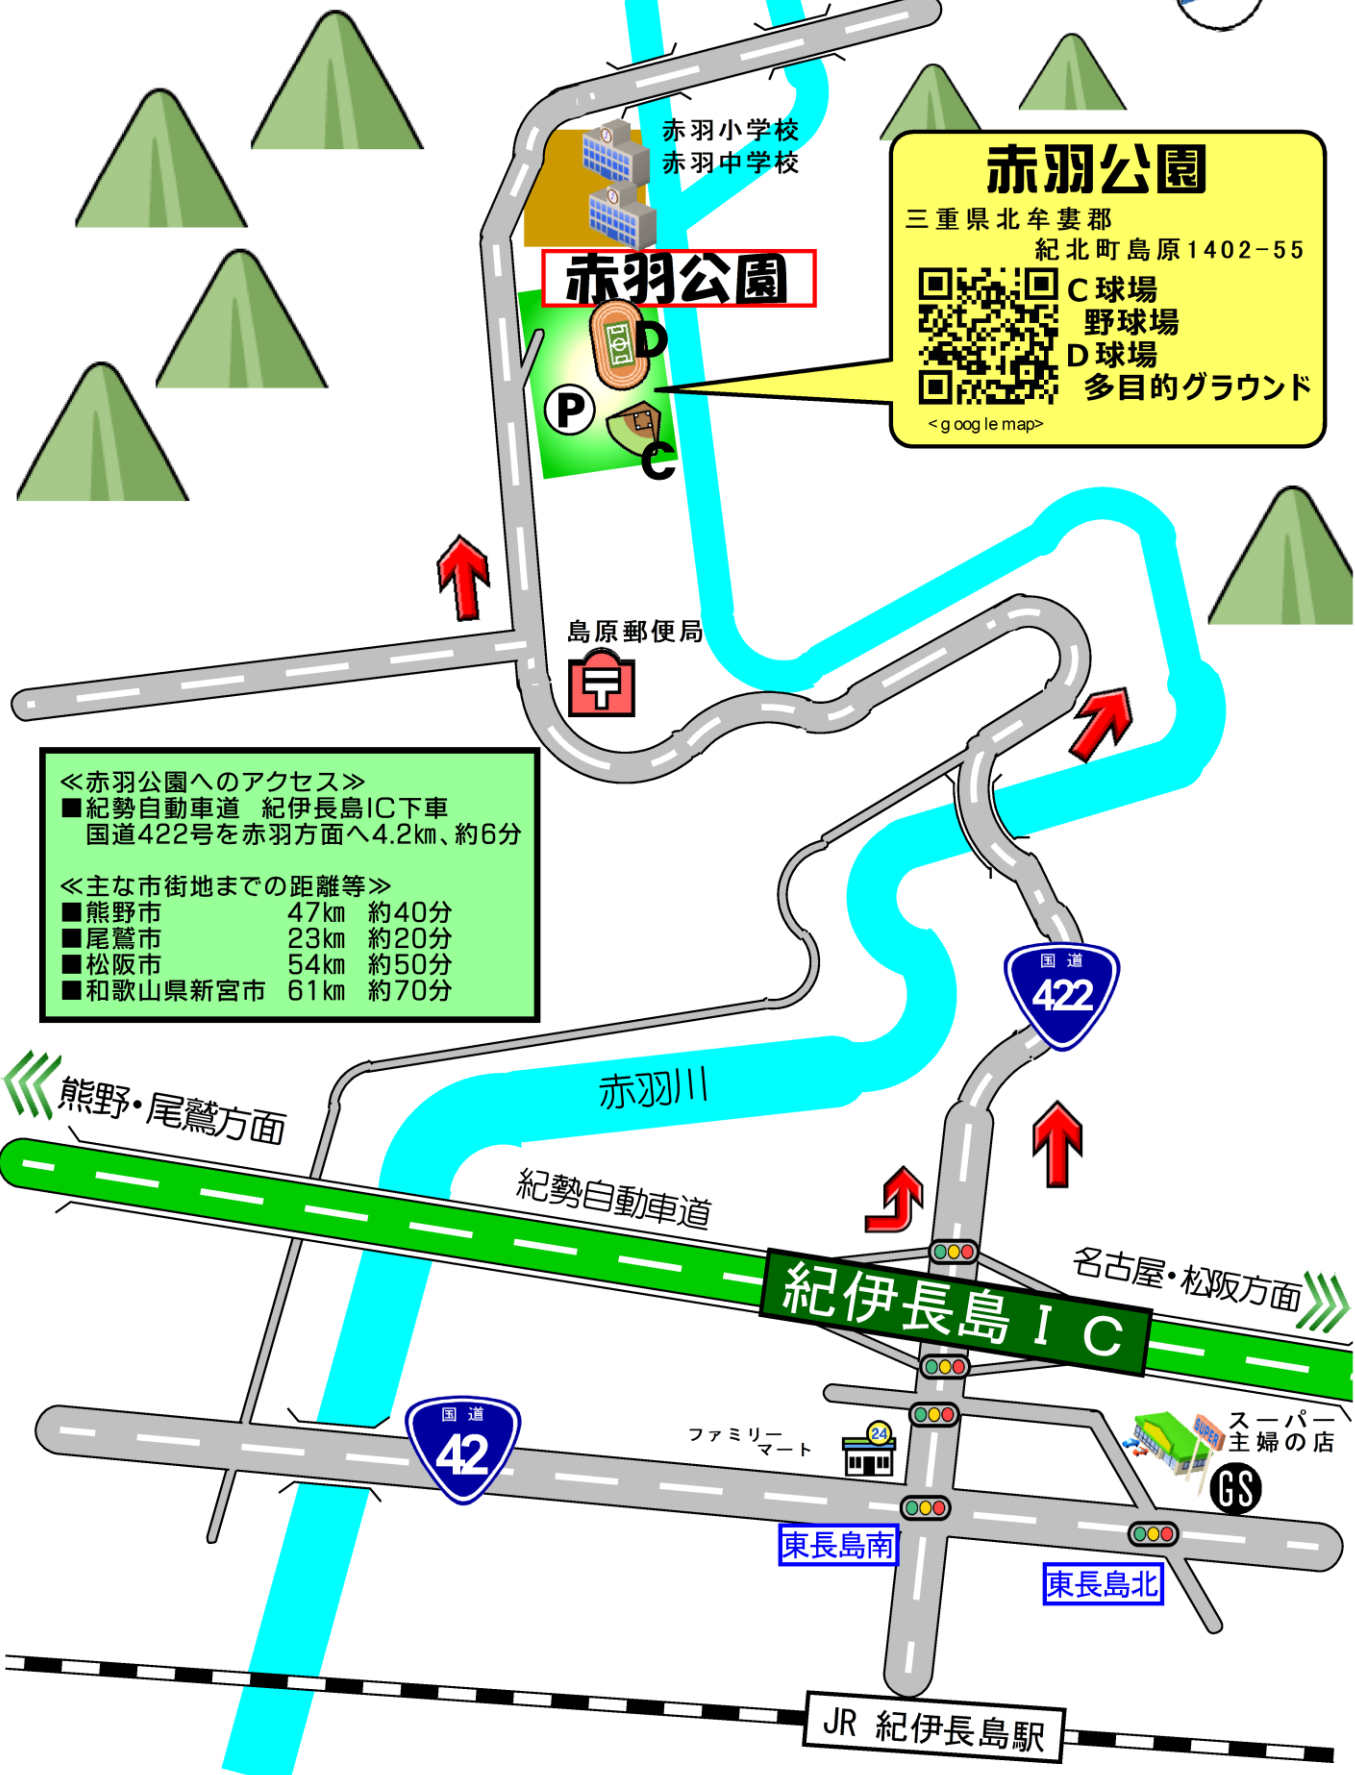 赤羽小学校
赤羽中学校
赤羽公園
三重県北牟婁郡
紀北町島原1402-55
C球場
野球場
D球場
多目的グラウンド
<google map>
赤羽公園
D
P
C
島原郵便局
≪赤羽公園へのアクセス≫
■紀勢自動車道 紀伊長島IC下車
国道422号を赤羽方面へ4.2km、約6分
≪主な市街地までの距離等≫
■熊野市 47km 約40分
■尾鷲市 23km 約20分
■松阪市 54km 約50分
■和歌山県新宮市 61km 約70分
国道
422
赤羽川
熊野・尾鷲方面
紀勢自動車道
名古屋・松阪方面
紀伊長島IC
国道
42
ファミリー
マート
24
SUPER
スーパー
主婦の店
GS
東長島南
東長島北
JR 紀伊長島駅